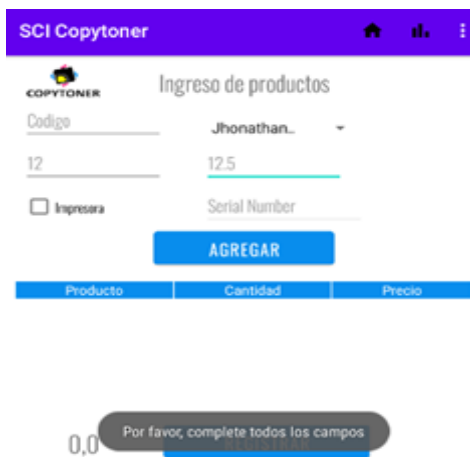 SCI Copytoner
COPYTONER
Ingreso de productos
Codigo
Jhonathan..
12
12.5
Impresora
Serial Number
AGREGAR
Producto Cantidad Precio
0,0
REGISTRAR
Por favor, complete todos los campos